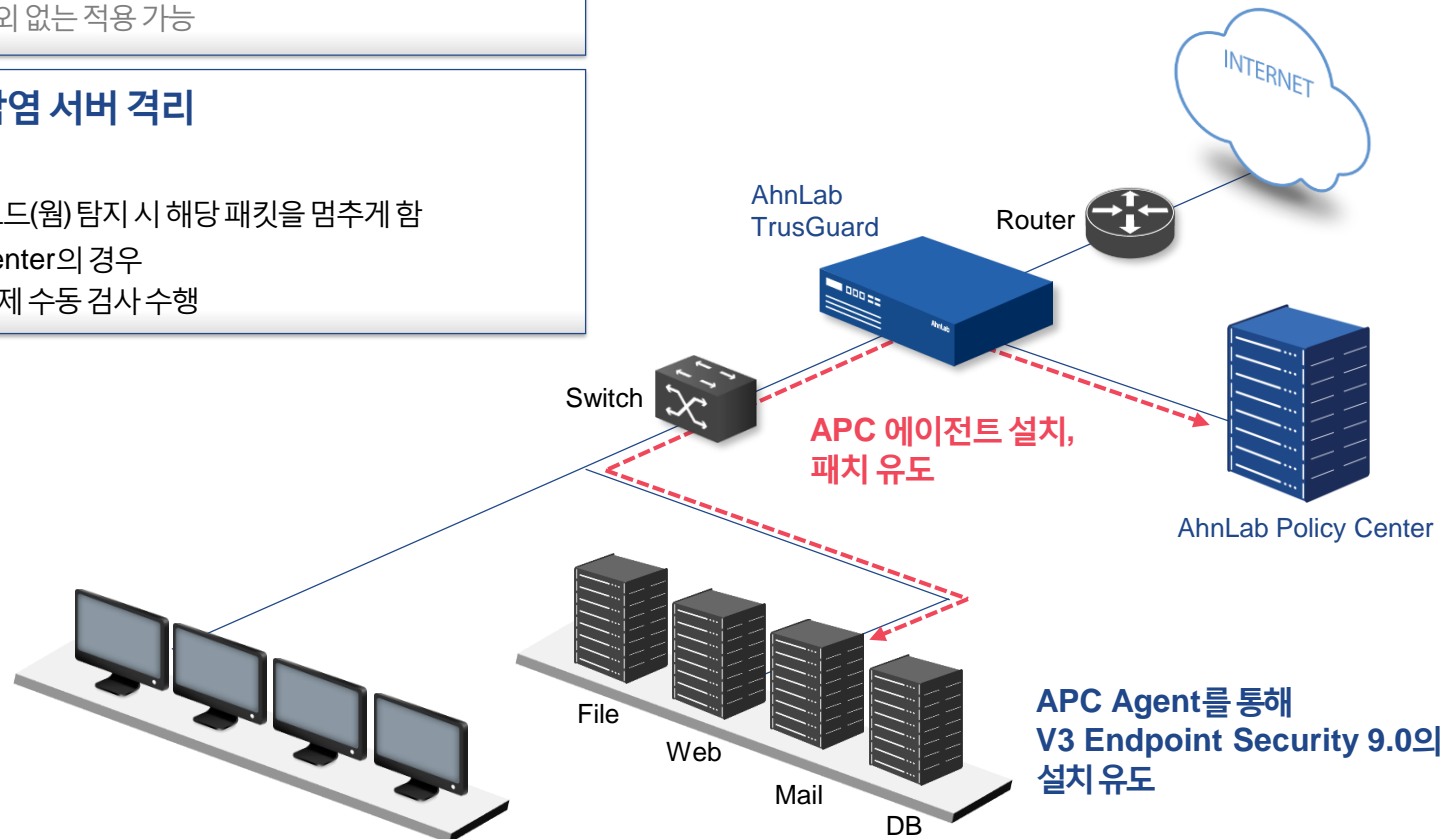 외 없는 적용 가능
감염 서버 격리
코드(웜) 탐지 시 해당 패킷을 멈추게 함
enter의 경우
제 수동 검사 수행
INTERNET
AhnLab
TrusGuard
Router
AhnLab
Switch
APC 에이전트 설치,
패치 유도
AhnLab Policy Center
File
Web
Mail
DB
APC Agent를 통해
V3 Endpoint Security 9.0의
설치 유도